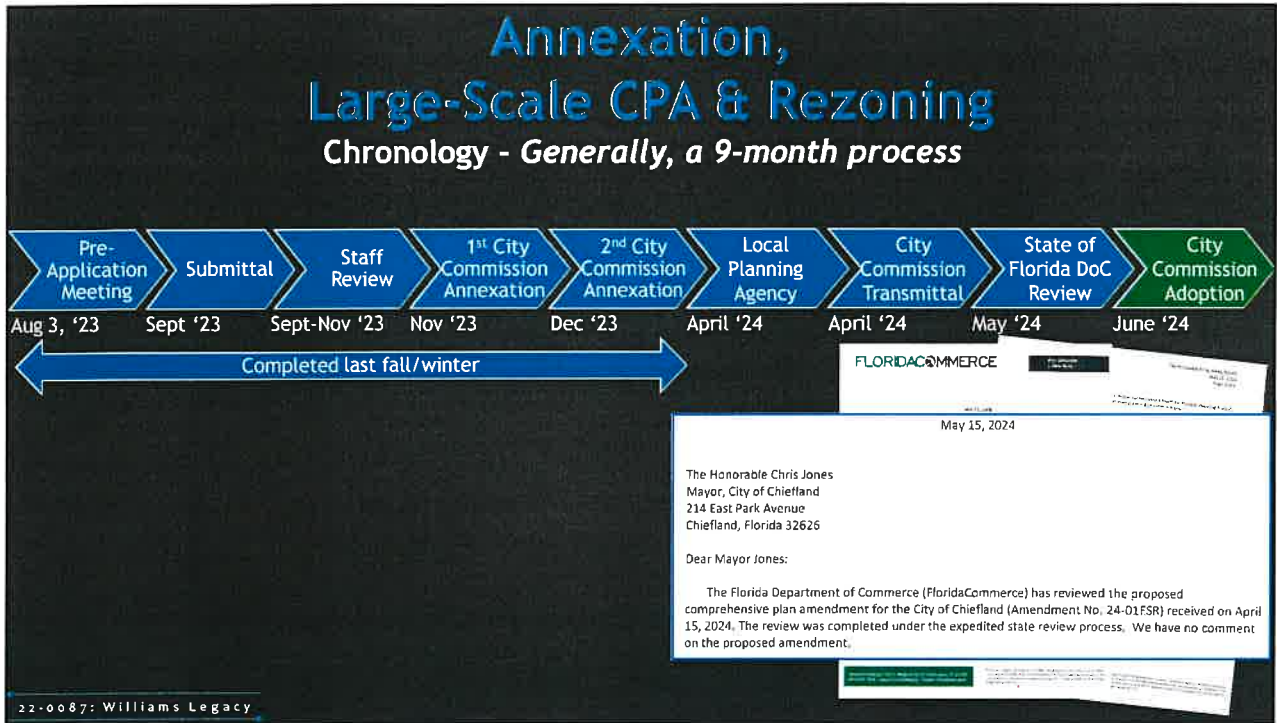 Annexation,
Large-Scale CPA & Rezoning
Chronology - Generally, a 9-month process
Pre-
Application
Meeting
Submittal
Staff
Review
1st City
Commission
Annexation
2nd City
Commission
Annexation
Local
Planning
Agency
City
Commission
Transmittal
State of
Florida DoC
Review
City
Commission
Adoption
Aug 3, '23
Sept '23
Sept-Nov '23
Nov '23
Dec '23
April '24
April '24
May '24
June '24
Completed last fall/winter
FLORIDACOMMERCE
May 15, 2024
The Honorable Chris Jones
Mayor, City of Chiefland
214 East Park Avenue
Chiefland, Florida 32626
Dear Mayor Jones:
The Florida Department of Commerce (FloridaCommerce) has reviewed the proposed
comprehensive plan amendment for the City of Chiefland (Amendment No. 24-01ESR) received on April
15, 2024. The review was completed under the expedited state review process. We have no comment
on the proposed amendment.
22-0087: Williams Legacy